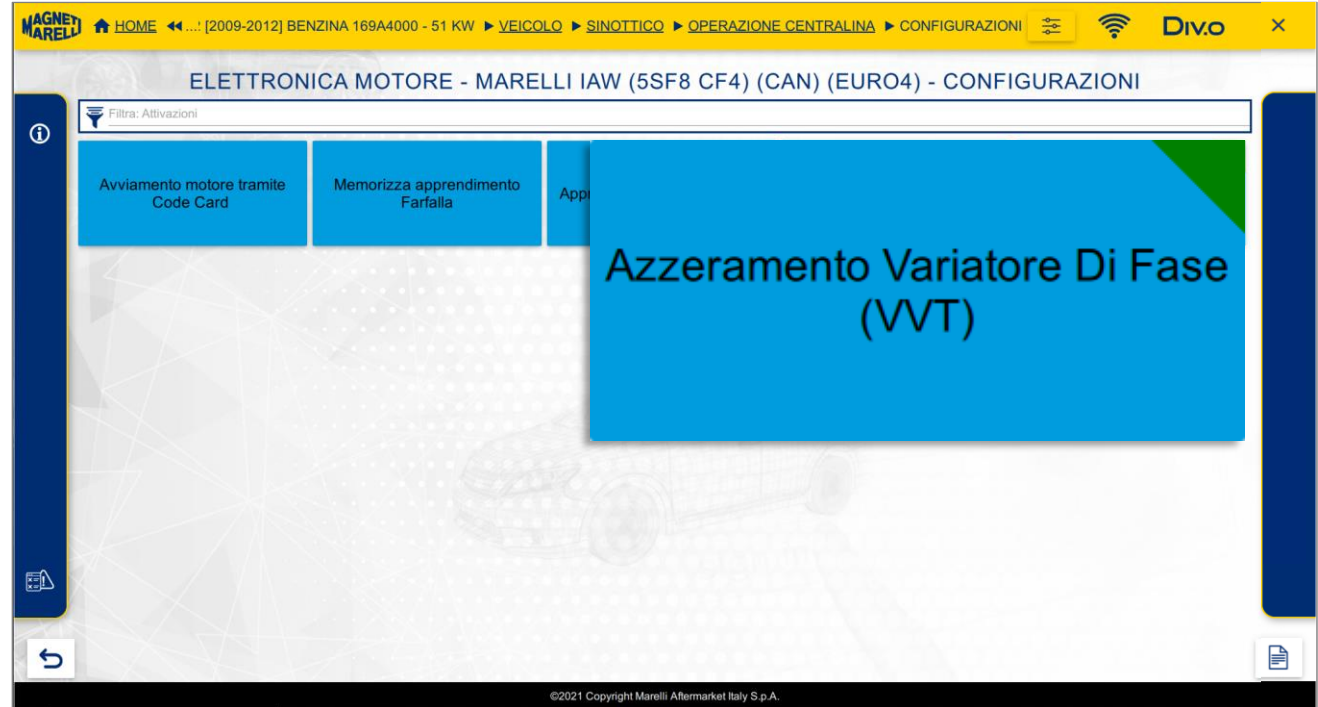 MAGNETI
MARELLI
HOME ...: [2009-2012] BENZINA 169A4000 - 51 KW VEICOLO SINOTTICO OPERAZIONE CENTRALINA CONFIGURAZIONI DIV.O
ELETTRONICA MOTORE - MARELLI IAW (5SF8 CF4) (CAN) (EURO4) - CONFIGURAZIONI
Filtra: Attivazioni
Avviamento motore tramite
Code Card
Memorizza apprendimento
Farfalla
Azzeramento Variatore Di Fase
(VVT)
©2021 Copyright Marelli Aftermarket Italy S.p.A.